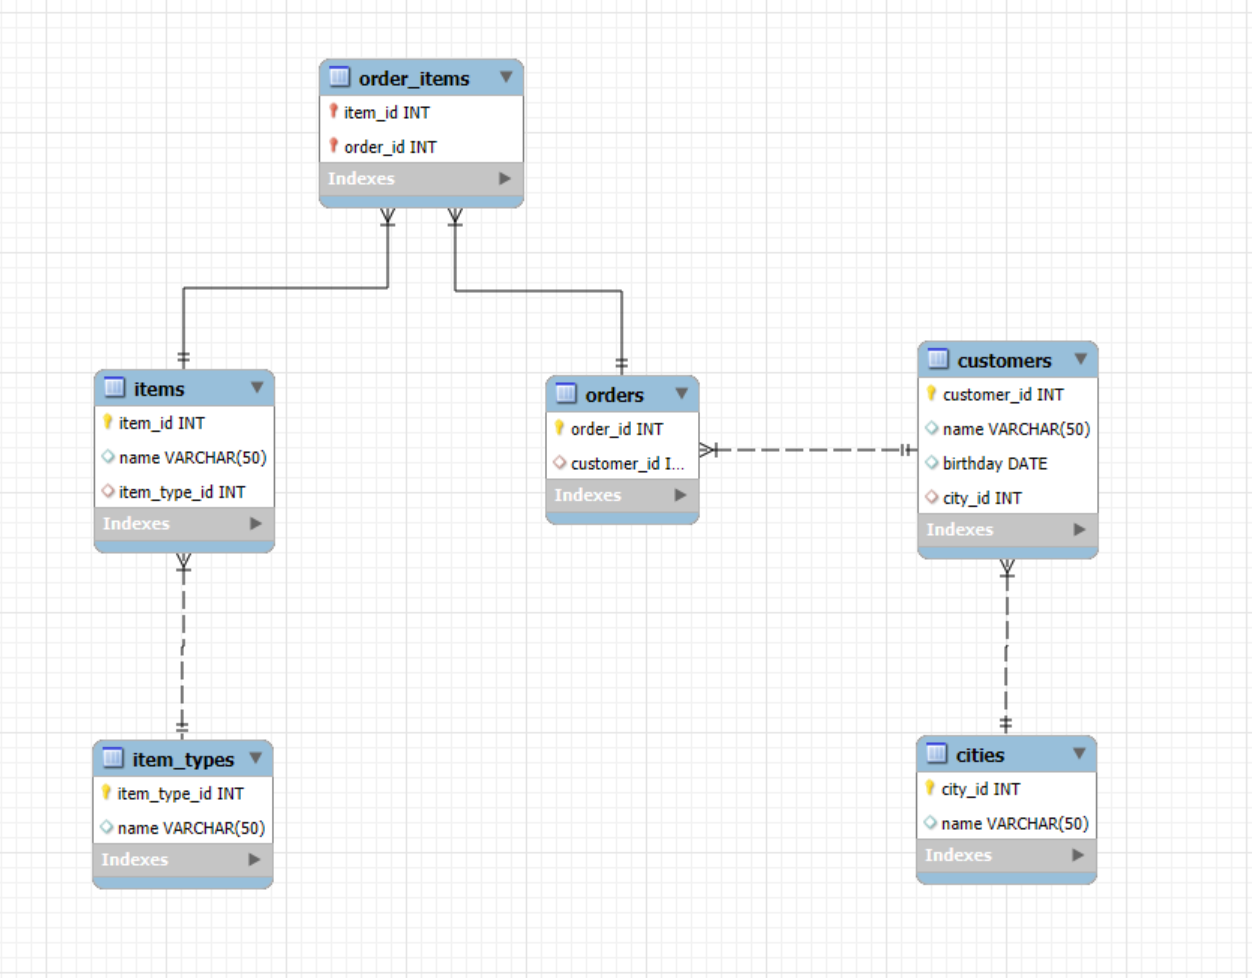 order_items
item_id INT
order_id INT
Indexes
items
item_id INT
name VARCHAR(50)
item_type_id INT
Indexes
orders
order_id INT
customer_id I...
Indexes
customers
customer_id INT
name VARCHAR(50)
birthday DATE
city_id INT
Indexes
item_types
item_type_id INT
name VARCHAR(50)
Indexes
cities
city_id INT
name VARCHAR(50)
Indexes